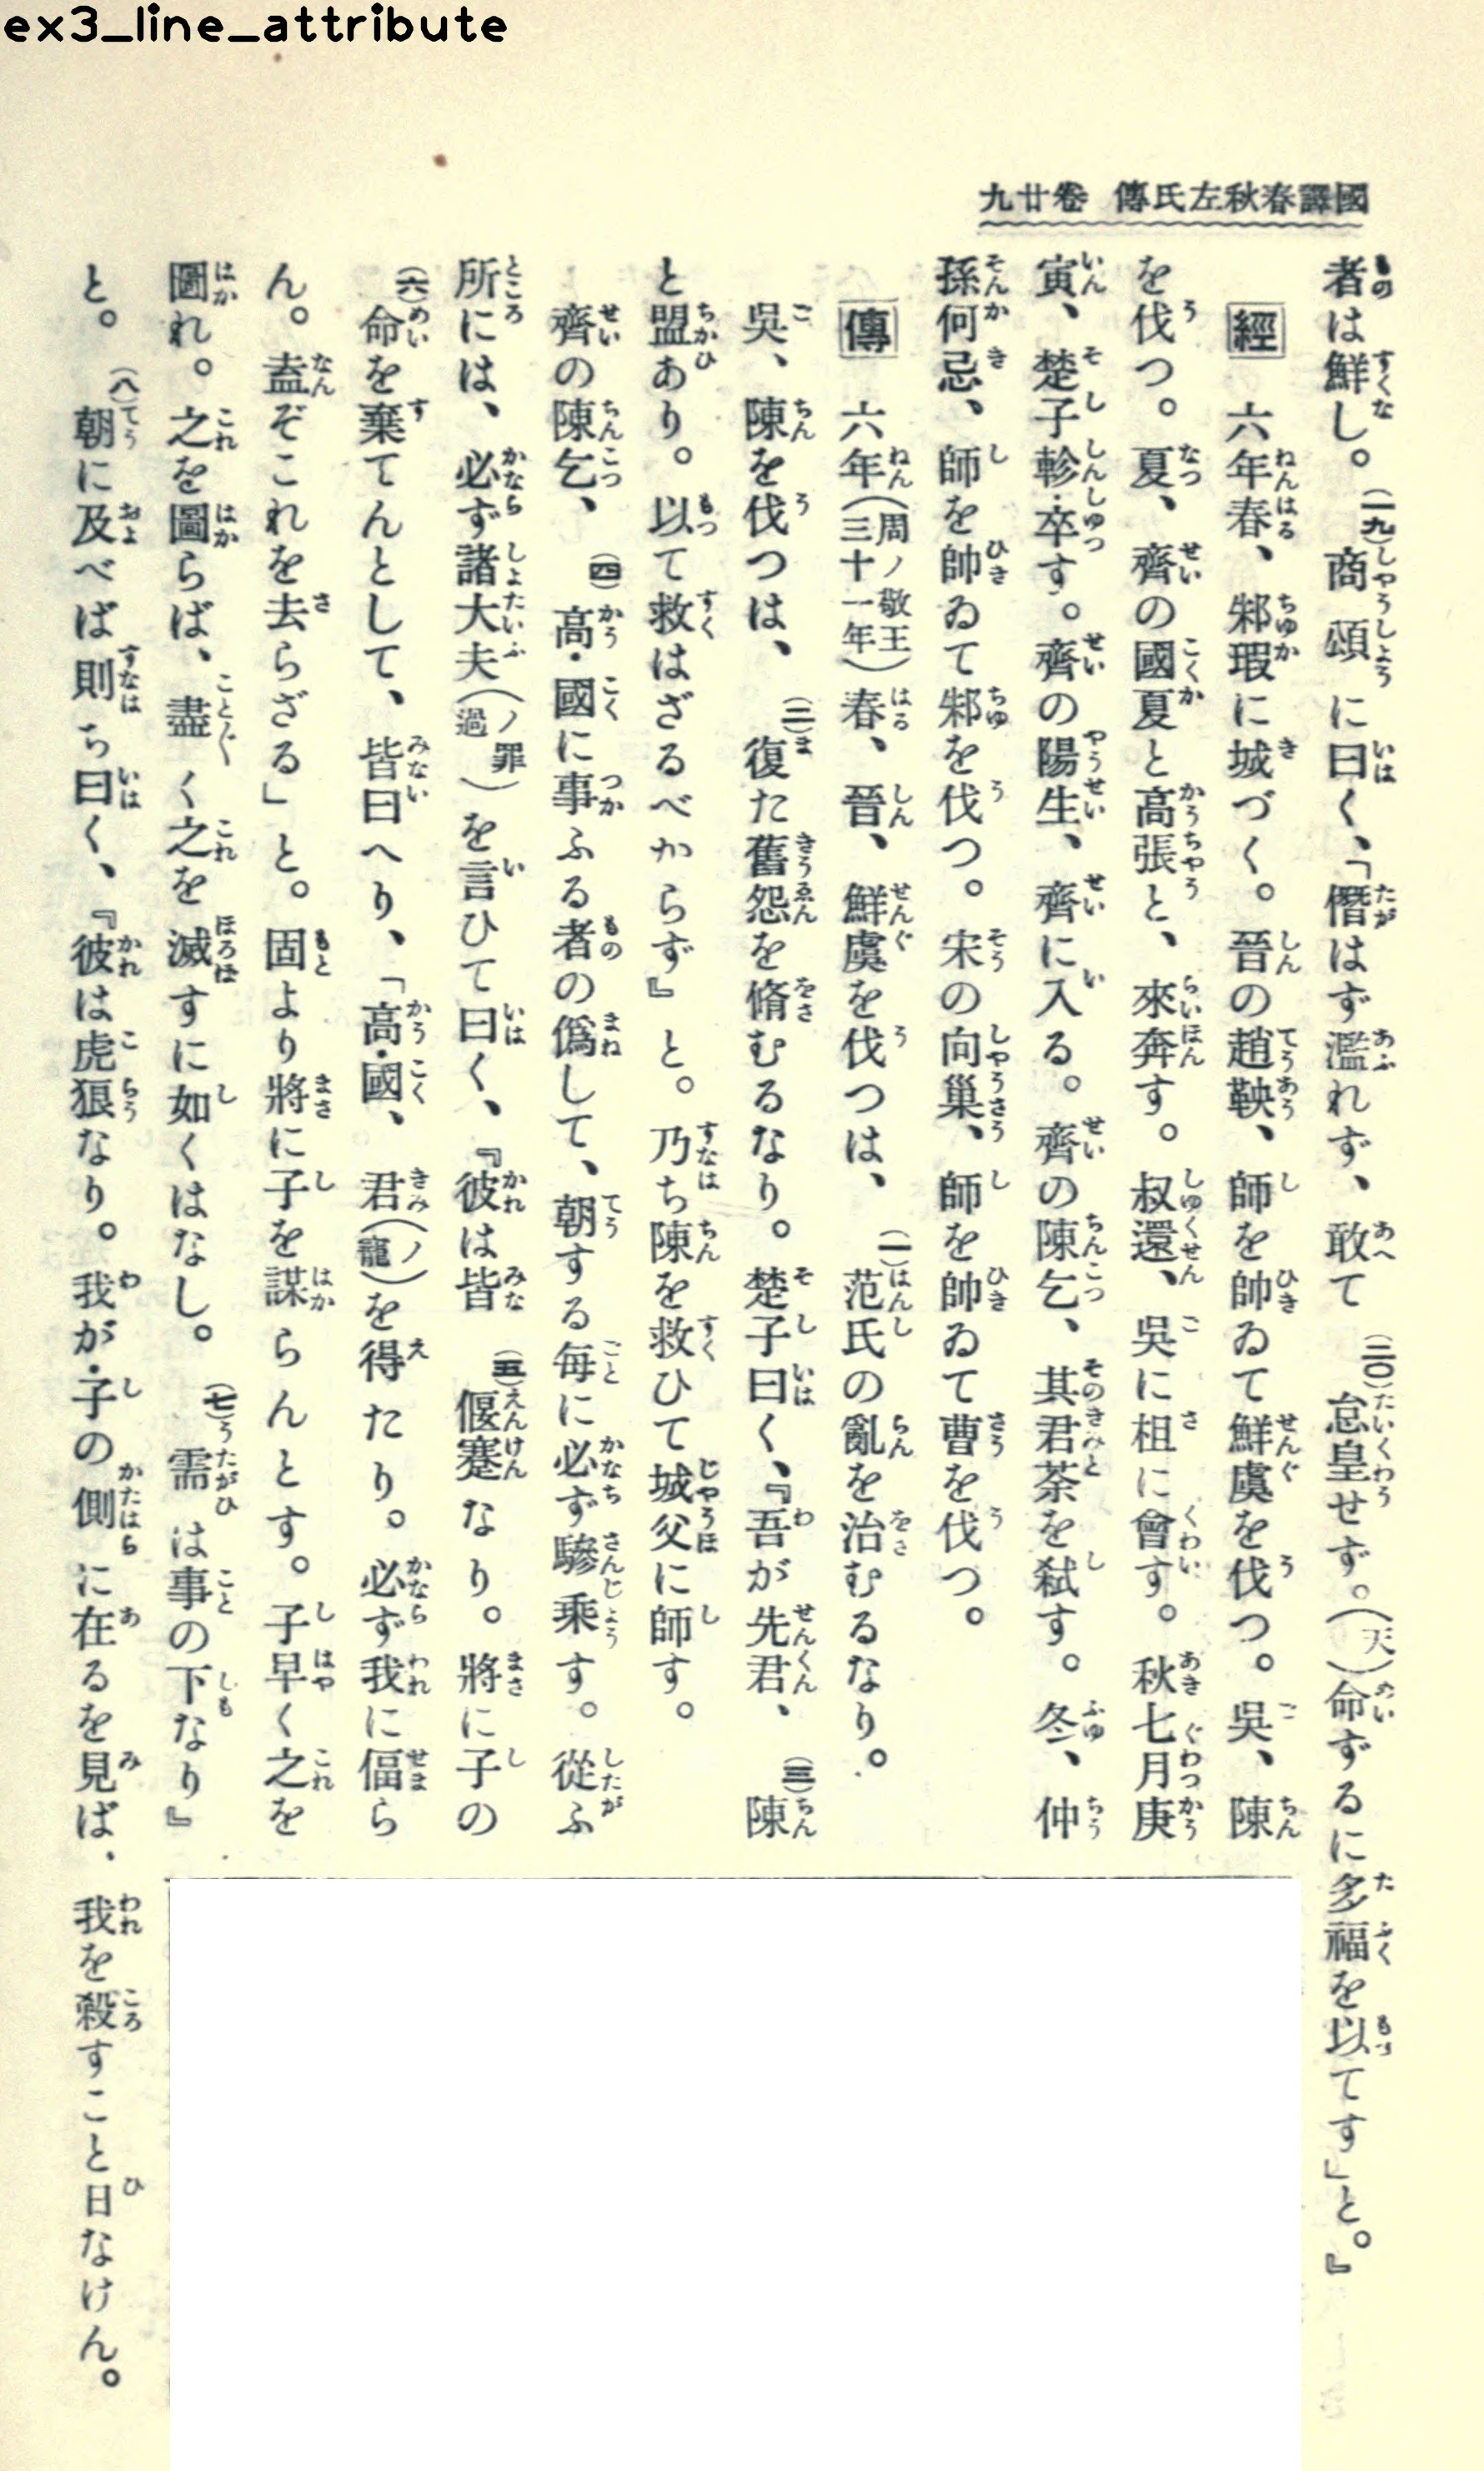 ex3_line_attribute
國譯春秋左氏傳 卷廿九
者は鮮し。(一九)商頌に曰く、「僭はず濫れず、敢て(二〇)怠皇せず。(天)命ずるに多福を以てす」と。』
經 六年春、邾瑕に城づく。晉の趙鞅、師を帥ゐて鮮虞を伐つ。吳、陳
を伐つ。夏、齊の國夏と高張と、來奔す。叔還、吳に柤に會す。秋七月庚
寅、楚子軫・卒す。齊の陽生、齊に入る。齊の陳乞、其君荼を弑す。冬、仲
孫何忌、師を帥ゐて邾を伐つ。宋の向巢、師を帥ゐて曹を伐つ。
傳 六年(周ノ敬王三十一年)春、晉、鮮虞を伐つは、(一)范氏の亂を治むるなり。
吳、陳を伐つは、(二)復た舊怨を脩むるなり。楚子曰く、『吾が先君、(三)陳
と盟あり。以て救はざるべからず』と。乃ち陳を救ひて城父に師す。
齊の陳乞、(四)高・國に事ふる者の僞して、朝する每に必ず驂乘す。從ふ
所には、必ず諸大夫(ノ罪過)を言ひて曰く、『彼は皆(五)偃蹇なり。將に子の
(六)命を棄てんとして、皆曰へり、「高・國、君(ノ寵)を得たり。必ず我に偪ら
ん。盍ぞこれを去らざる」と。固より將に子を謀らんとす。子早く之を
圖れ。之を圖らば、盡く之を滅すに如くはなし。(七)需は事の下なり』
と。(八)朝に及べば則ち曰く、『彼は虎狼なり。我が・子の側に在るを見ば、我を殺すこと日なけん。